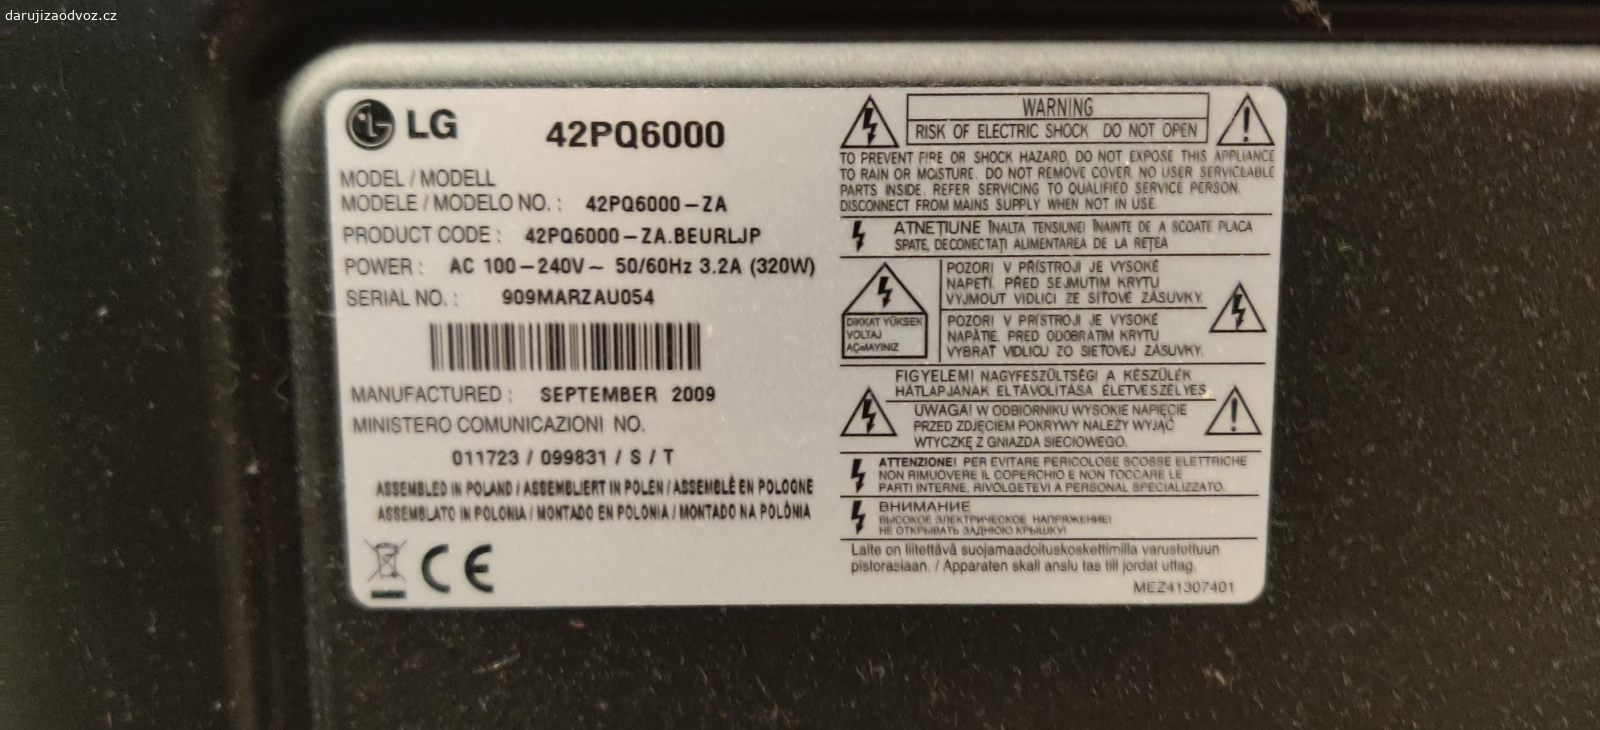 darujizaodvoz.cz
LG
42PQ6000
MODEL / MODELL
MODELE / MODELO NO. : 42PQ6000-ZA
PRODUCT CODE : 42PQ6000-ZA.BEURLJP
POWER : AC 100-240V~ 50/60Hz 3.2A (320W)
SERIAL NO. : 909MARZAU054
MANUFACTURED : SEPTEMBER 2009
MINISTERO COMUNICAZIONI NO.
011723 / 099831 / S / T
ASSEMBLED IN POLAND / ASSEMBLIERT IN POLEN / ASSEMBLÉ EN POLOGNE
ASSEMBLATO IN POLONIA / MONTADO EN POLONIA / MONTADO NA POLÔNIA
CE
WARNING
RISK OF ELECTRIC SHOCK DO NOT OPEN
TO PREVENT FIRE OR SHOCK HAZARD, DO NOT EXPOSE THIS APPLIANCE
TO RAIN OR MOISTURE. DO NOT REMOVE COVER. NO USER SERVICEABLE
PARTS INSIDE. REFER SERVICING TO QUALIFIED SERVICE PERSON.
DISCONNECT FROM MAINS SUPPLY WHEN NOT IN USE.
ATNEȚIUNE ÎNALTA TENSIUNE! ÎNAINTE DE A SCOATE PLACA
SPATE, DECONECTAȚI ALIMENTAREA DE LA REȚEA
DIKKAT YÜKSEK
VOLTAJ
AÇMAYINIZ
POZOR! V PŘÍSTROJI JE VYSOKÉ
NAPĚTÍ. PŘED SEJMUTÍM KRYTU
VYJMOUT VIDLICI ZE SÍŤOVÉ ZÁSUVKY.
POZOR! V PRÍSTROJI JE VYSOKÉ
NAPÄTIE. PRED ODOBRATÍM KRYTU
VYBRAŤ VIDLICU ZO SIEŤOVEJ ZÁSUVKY.
FIGYELEM! NAGYFESZÜLTSÉG! A KÉSZÜLÉK
HÁTLAPJÁNAK ELTÁVOLÍTÁSA ÉLETVESZÉLYES.
UWAGA! W ODBIORNIKU WYSOKIE NAPIĘCIE
PRZED ZDJĘCIEM POKRYWY NALEŻY WYJĄĆ
WTYCZKĘ Z GNIAZDA SIECIOWEGO.
ATTENZIONE! PER EVITARE PERICOLOSE SCOSSE ELETTRICHE
NON RIMUOVERE IL COPERCHIO E NON TOCCARE LE
PARTI INTERNE. RIVOLGETEVI A PERSONAL SPECIALIZZATO.
ВНИМАНИЕ
ВЫСОКОЕ ЭЛЕКТРИЧЕСКОЕ НАПРЯЖЕНИЕ!
НЕ ОТКРЫВАТЬ ЗАДНЮЮ КРЫШКУ!
Laite on liitettävä suojamaadoituskoskettimilla varustettuun
pistorasiaan. / Apparaten skall anslu tas till jordat uttag.
MEZ41307401